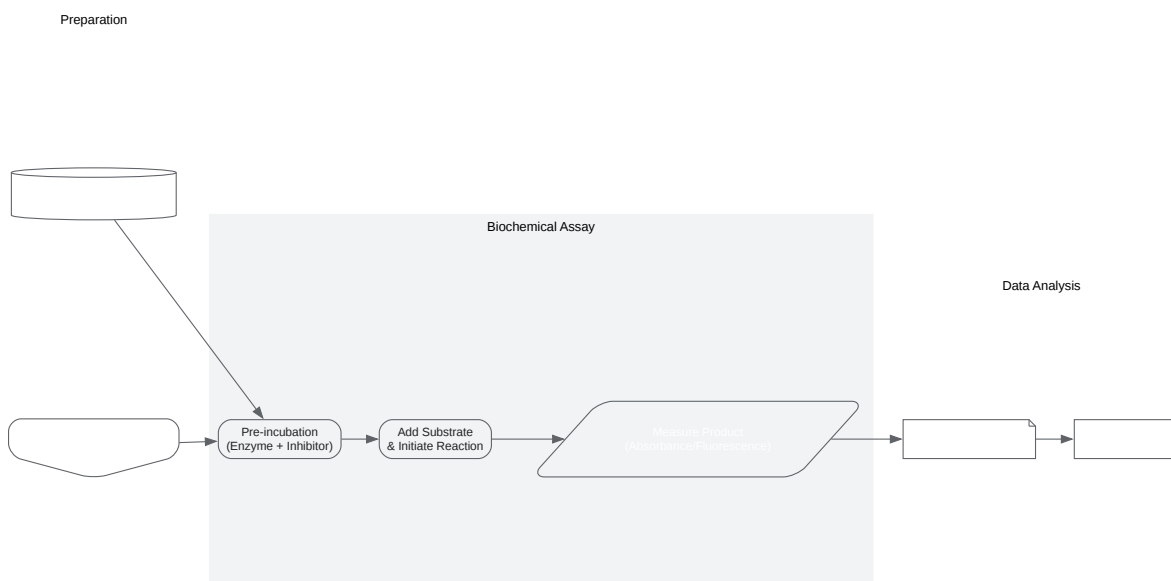 Preparation
Biochemical Assay
Data Analysis
Pre-incubation
(Enzyme + Inhibitor)
Add Substrate
& Initiate Reaction
Measure Product
(Absorbance/Fluorescence)